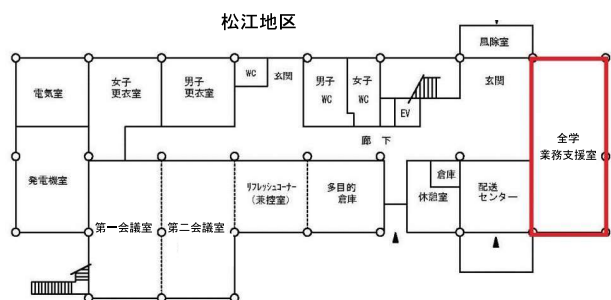 松江地区
風除室
電気室
女子
更衣室
男子
更衣室
WC
玄関
男子
WC
女子
WC
EV
玄関
廊 下
全学
業務支援室
発電機室
第一会議室
第二会議室
リフレッシュコーナー
(兼控室)
多目的
倉庫
休憩室
倉庫
配送
センター